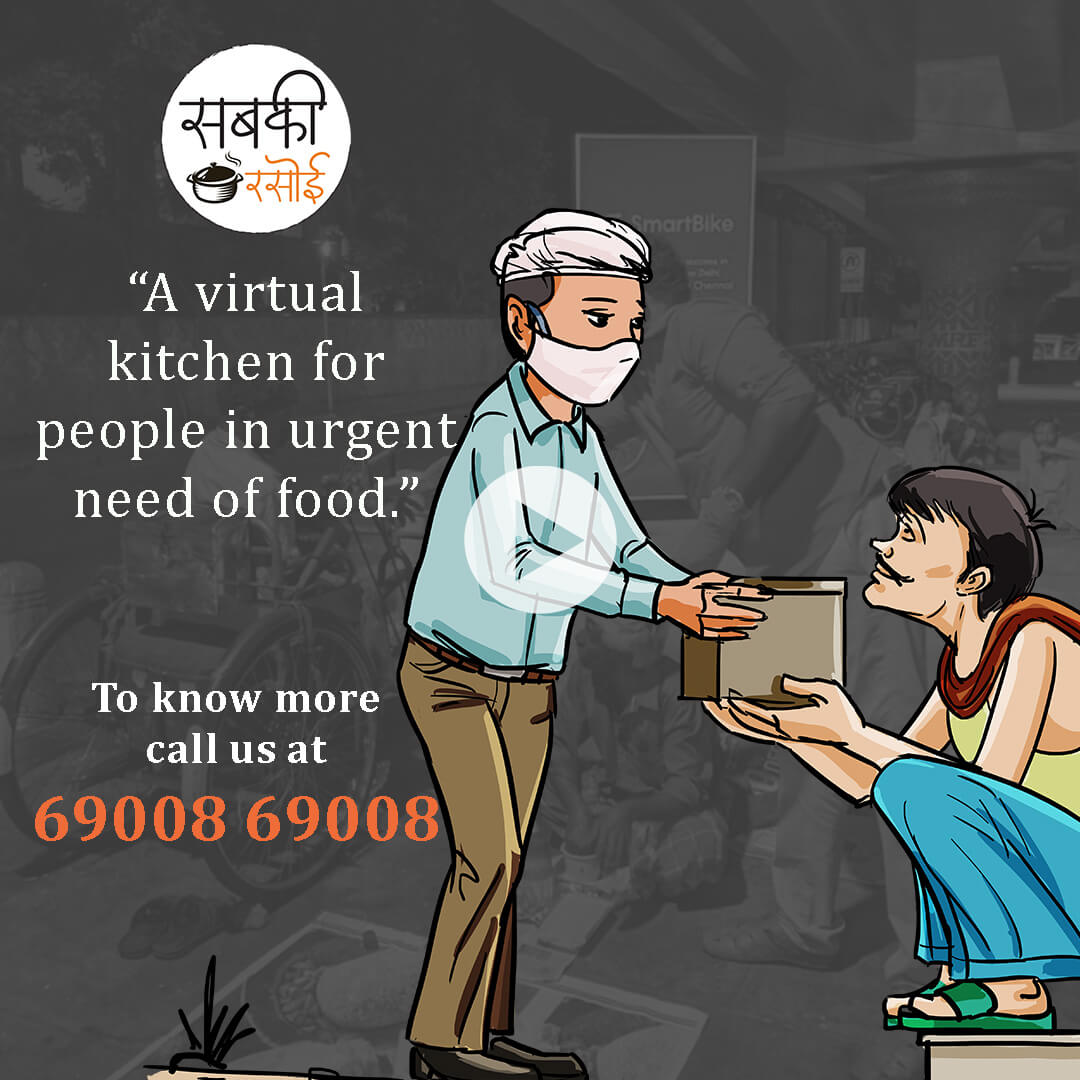 सबकी
रसोई
“A virtual
kitchen for
people in urgent
need of food.”
To know more
call us at
69008 69008
SmartBike
Chennai